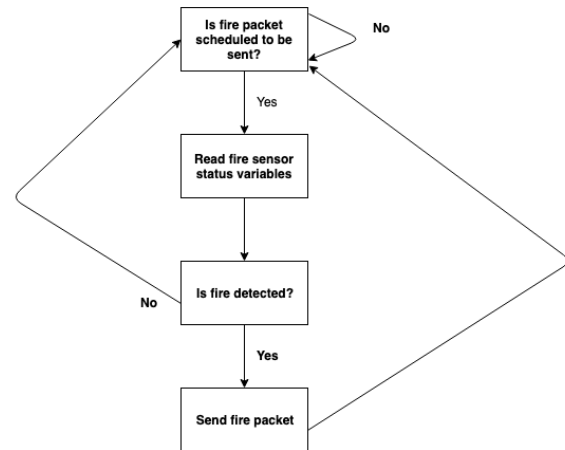 Is fire packet
scheduled to be
sent?
No
Yes
Read fire sensor
status variables
Is fire detected?
No
Yes
Send fire packet